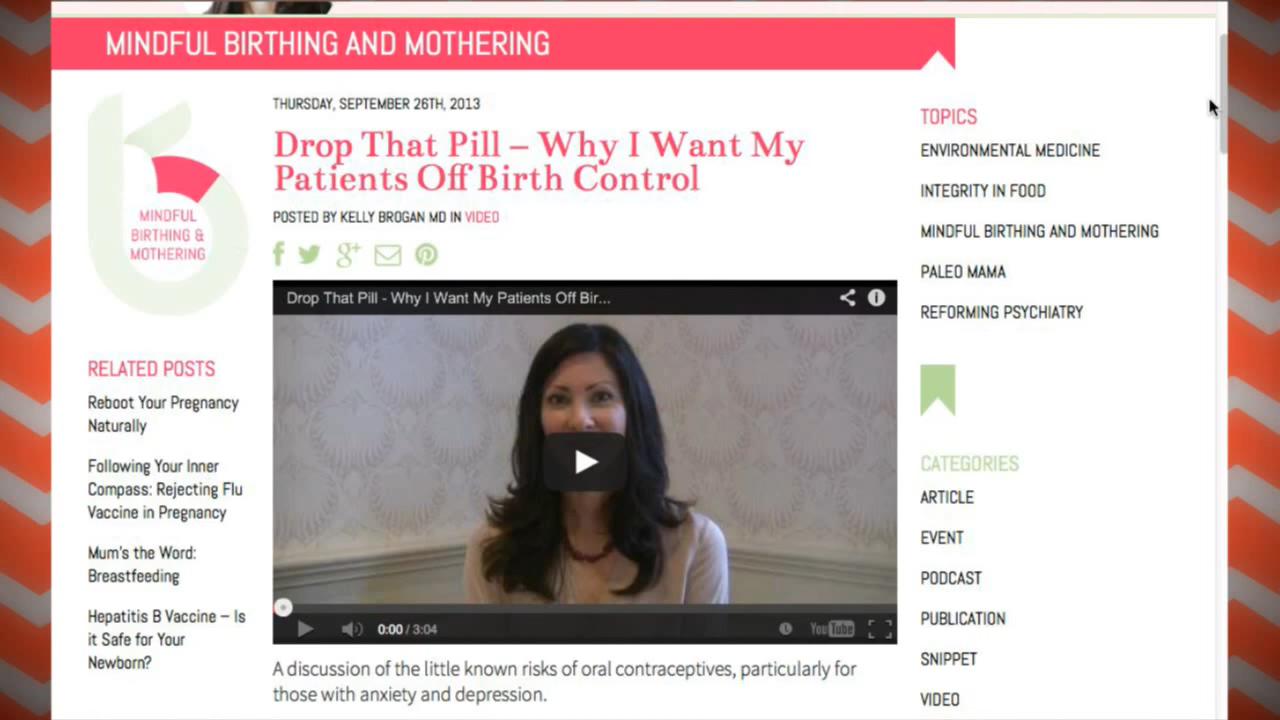 MINDFUL BIRTHING AND MOTHERING
MINDFUL
BIRTHING &
MOTHERING
RELATED POSTS
Reboot Your Pregnancy
Naturally
Following Your Inner
Compass: Rejecting Flu
Vaccine in Pregnancy
Mum's the Word:
Breastfeeding
Hepatitis B Vaccine – Is
it Safe for Your
Newborn?
THURSDAY, SEPTEMBER 26TH, 2013
Drop That Pill – Why I Want My
Patients Off Birth Control
POSTED BY KELLY BROGAN MD IN VIDEO
Drop That Pill - Why I Want My Patients Off Bir...
0:00 / 3:04
YouTube
A discussion of the little known risks of oral contraceptives, particularly for
those with anxiety and depression.
TOPICS
ENVIRONMENTAL MEDICINE
INTEGRITY IN FOOD
MINDFUL BIRTHING AND MOTHERING
PALEO MAMA
REFORMING PSYCHIATRY
CATEGORIES
ARTICLE
EVENT
PODCAST
PUBLICATION
SNIPPET
VIDEO